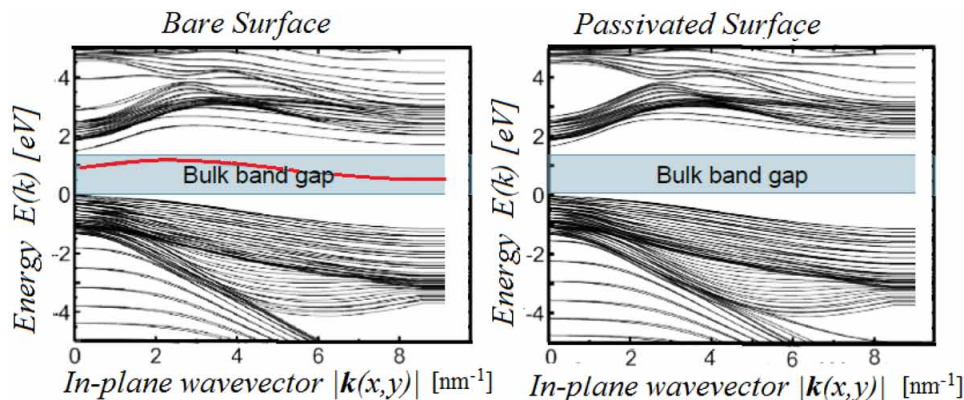 Bare Surface
Energy E(k) [eV]
4
2
0
-2
-4
Bulk band gap
0 2 4 6 8
In-plane wavevector |k(x,y)| [nm-1]
Passivated Surface
Energy E(k) [eV]
4
2
0
-2
-4
Bulk band gap
0 2 4 6 8
In-plane wavevector |k(x,y)| [nm-1]